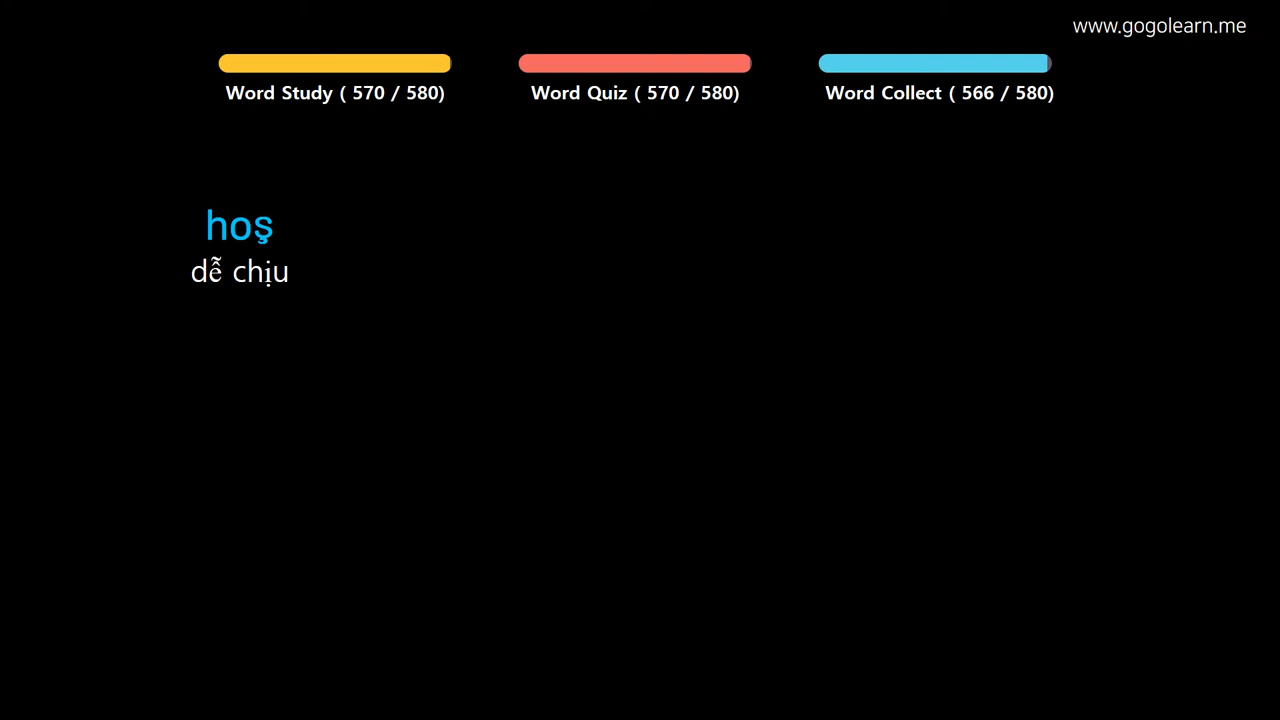 www.gogolearn.me
Word Study ( 570 / 580)
Word Quiz ( 570 / 580)
Word Collect ( 566 / 580)
hoş
dễ chịu